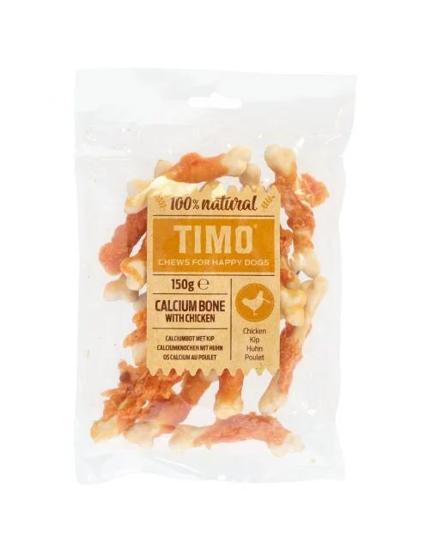 100% natural
TIMO
CHEWS FOR HAPPY DOGS
150g ℮
CALCIUM BONE
WITH CHICKEN
CALCIUMBOT MET KIP
CALCIUMKNOCHEN MIT HUHN
OS CALCIUM AU POULET
Chicken
Kip
Huhn
Poulet